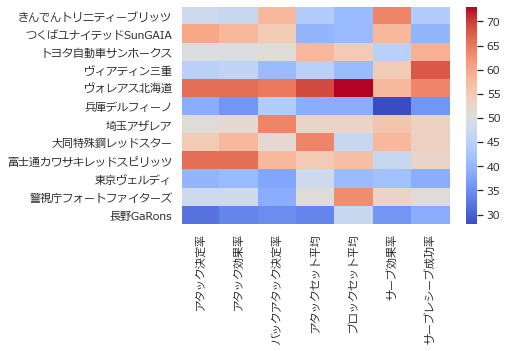 きんでんトリニティーブリッツ
つくばユナイテッドSunGAIA
トヨタ自動車サンホークス
ヴィアティン三重
ヴォレアス北海道
兵庫デルフィーノ
埼玉アザレア
大同特殊鋼レッドスター
富士通カワサキレッドスピリッツ
東京ヴェルディ
警視庁フォートファイターズ
長野GaRons
アタック決定率
アタック効果率
バックアタック決定率
アタックセット平均
ブロックセット平均
サーブ効果率
サーブレシーブ成功率
70
65
60
55
50
45
40
35
30